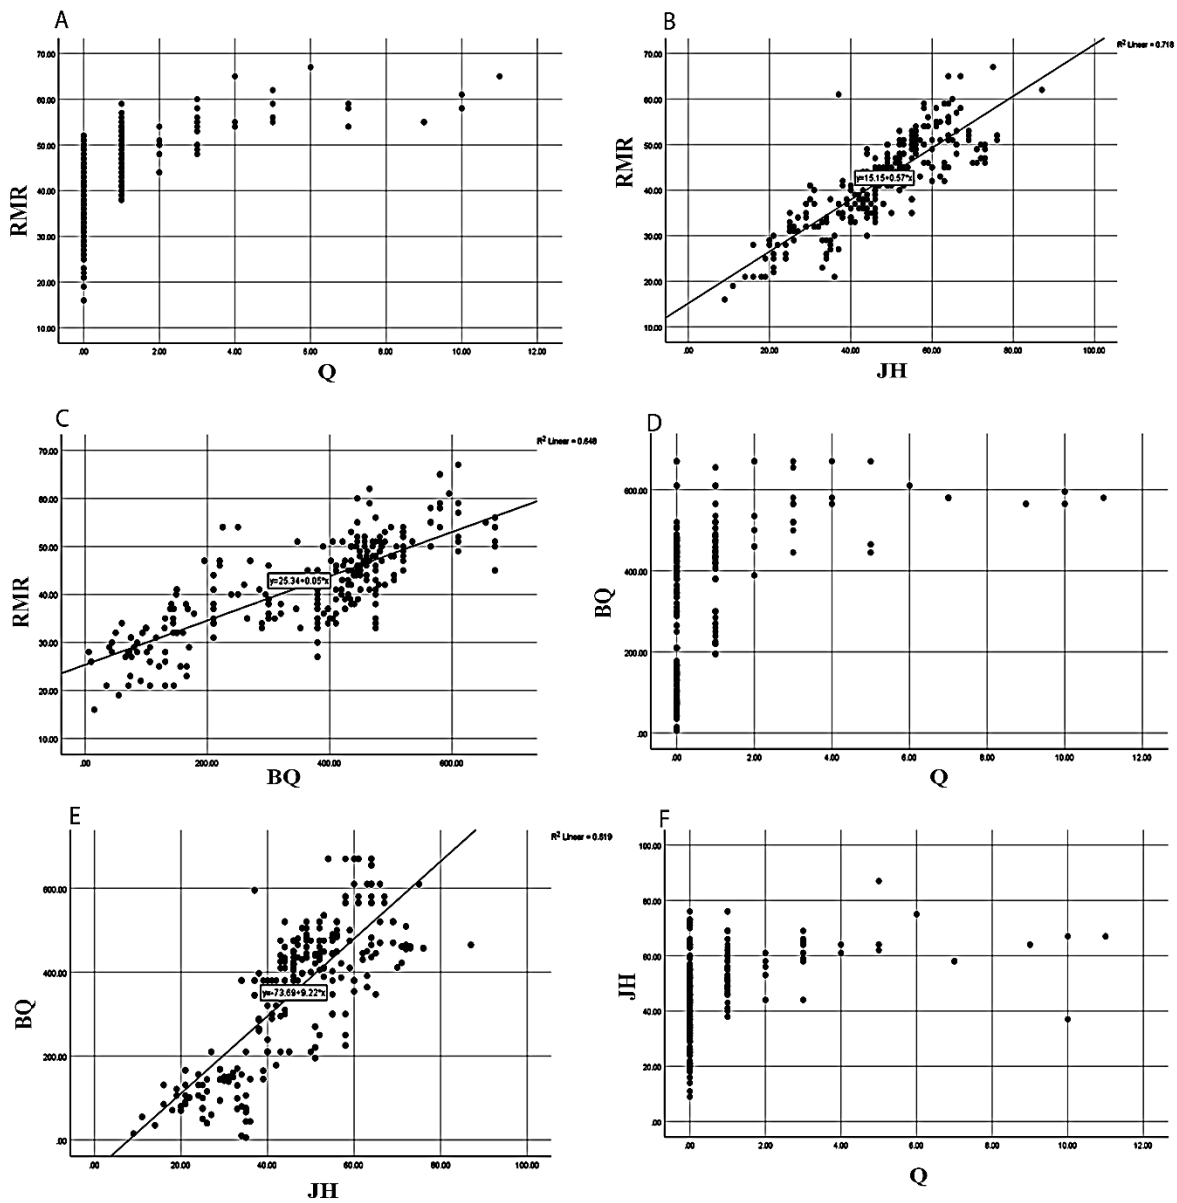 A
RMR
70.00
60.00
50.00
40.00
30.00
20.00
10.00
.00 2.00 4.00 6.00 8.00 10.00 12.00
Q
B
R² Linear = 0.718
RMR
70.00
60.00
50.00
40.00
30.00
20.00
10.00
y=15.15+0.57*x
.00 20.00 40.00 60.00 80.00 100.00
JH
C
R² Linear = 0.648
RMR
70.00
60.00
50.00
40.00
30.00
20.00
10.00
y=25.34+0.05*x
.00 200.00 400.00 600.00
BQ
D
BQ
600.00
400.00
200.00
.00
.00 2.00 4.00 6.00 8.00 10.00 12.00
Q
E
R² Linear = 0.619
BQ
600.00
400.00
200.00
.00
y=-73.69+9.22*x
.00 20.00 40.00 60.00 80.00 100.00
JH
F
JH
100.00
80.00
60.00
40.00
20.00
.00
.00 2.00 4.00 6.00 8.00 10.00 12.00
Q